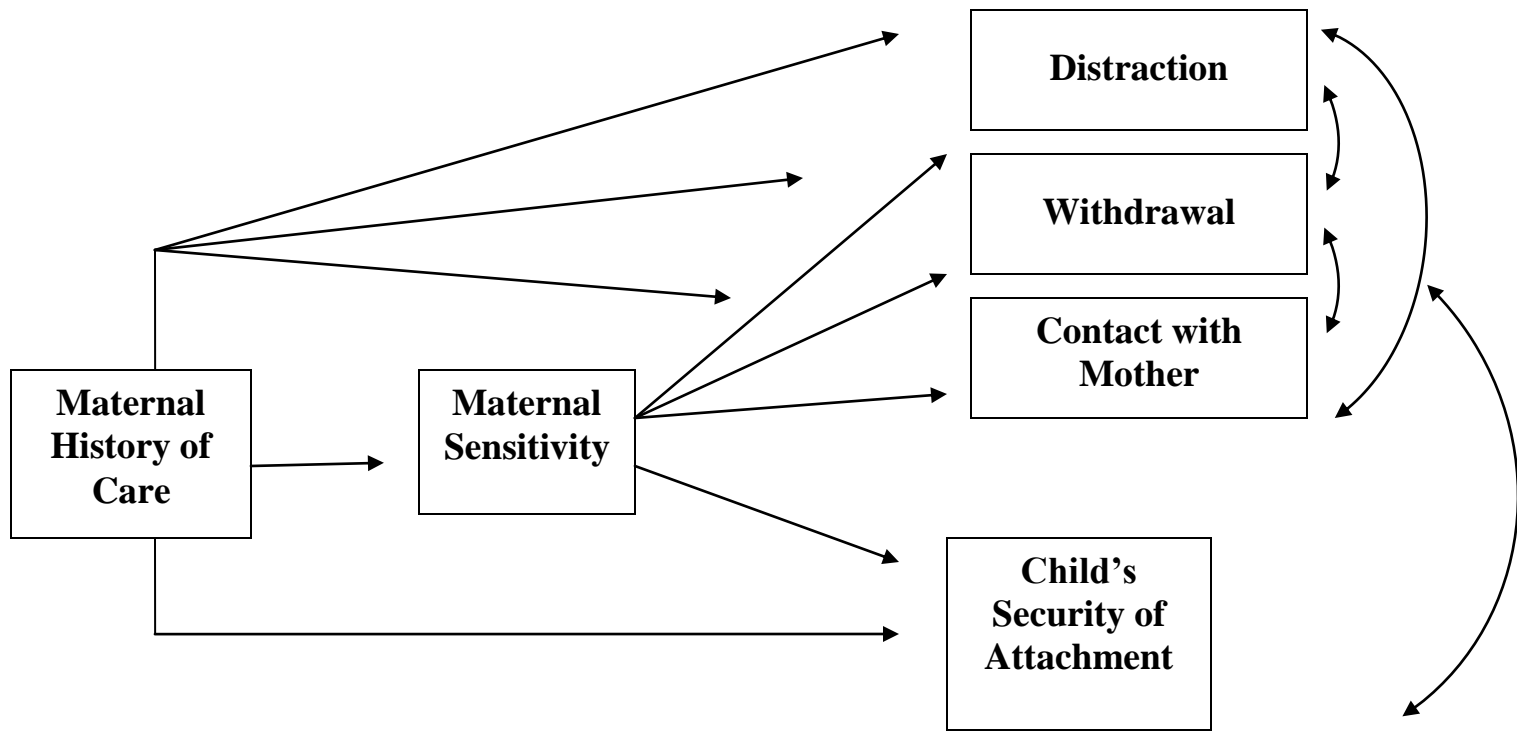 Distraction
Withdrawal
Contact with
Mother
Maternal
History of
Care
Maternal
Sensitivity
Child’s
Security of
Attachment